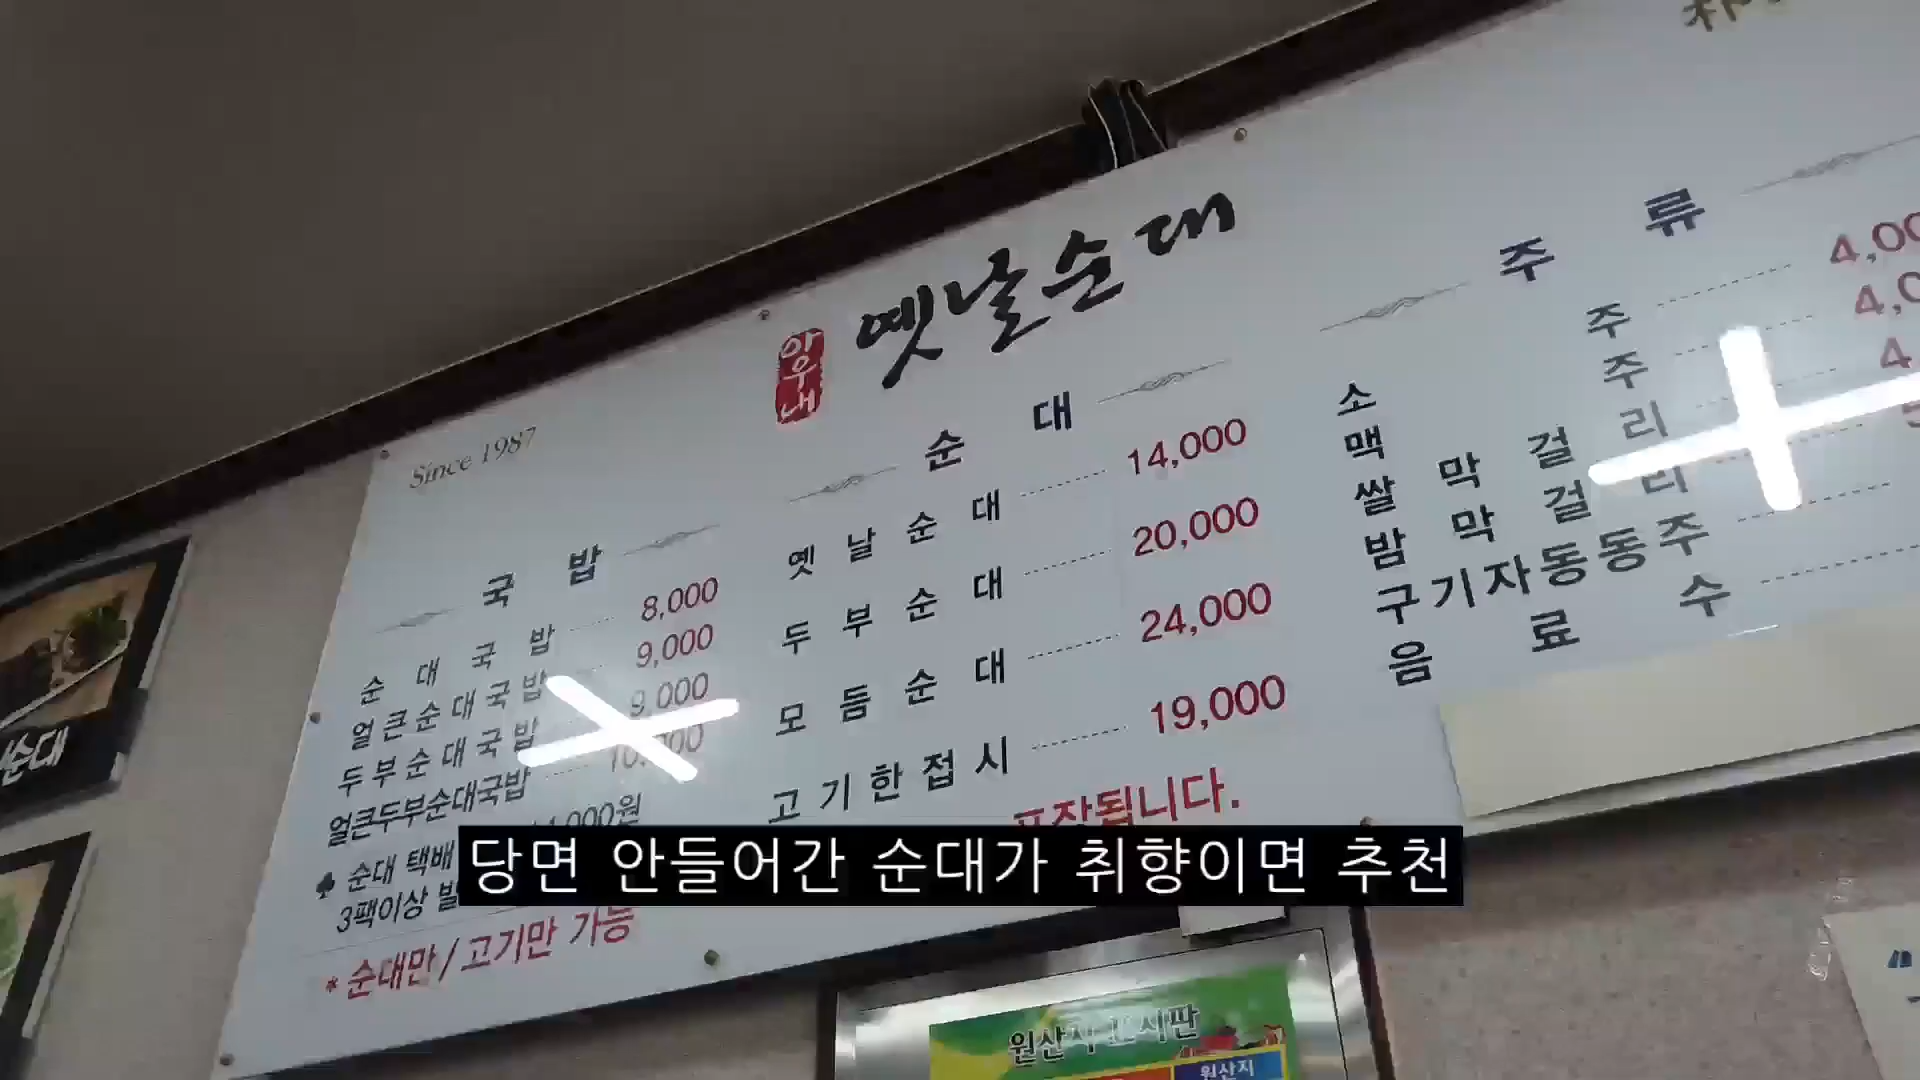 Since 1987
아우내
옛날순대
국밥
순대국밥 8,000
얼큰순대국밥 9,000
두부순대국밥 9,000
얼큰두부순대국밥
순대 택배
3팩이상
* 순대만/고기만 가능
순대
옛날순대 14,000
두부순대 20,000
모듬순대 24,000
고기한접시 19,000
포장됩니다.
주류
소주
맥주
쌀막걸리
밤막걸리
구기자동동주
음료수
순대
당면 안들어간 순대가 취향이면 추천
원산지
원산지